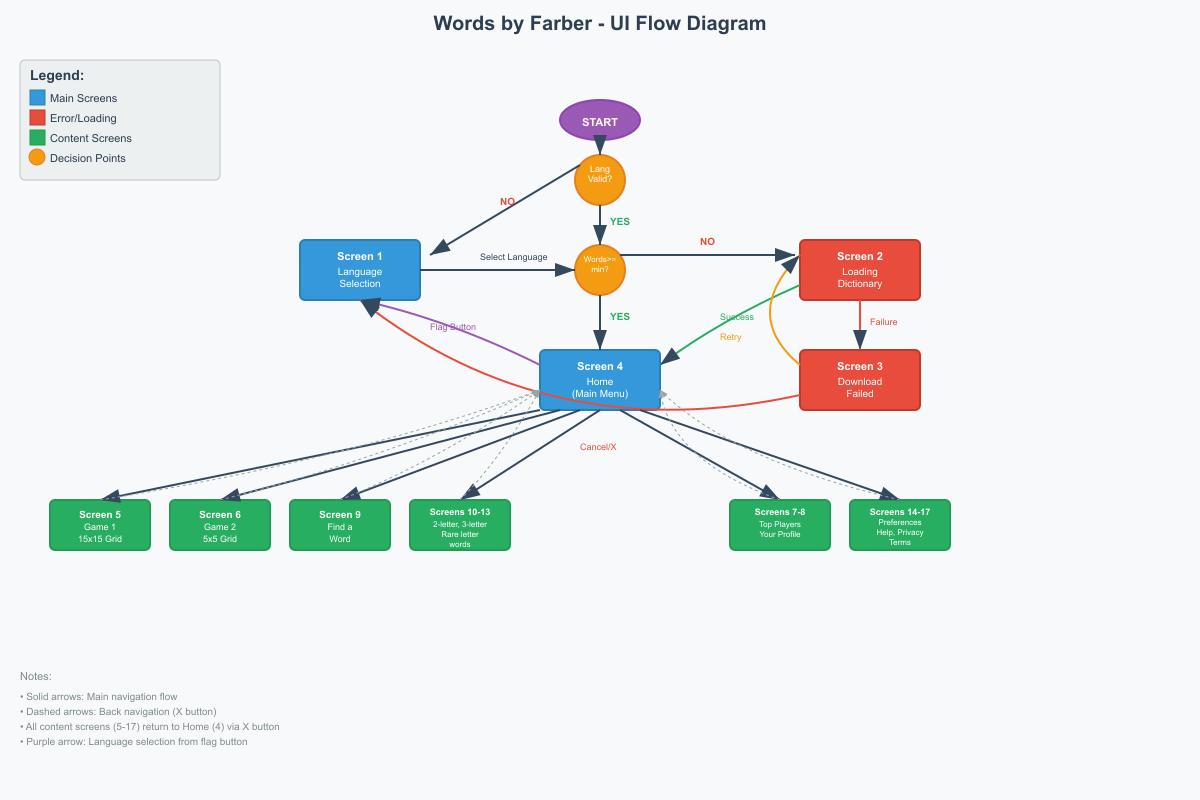 Words by Farber - UI Flow Diagram
Legend:
Main Screens
Error/Loading
Content Screens
Decision Points
START
Lang
Valid?
NO
YES
Screen 1
Language
Selection
Select Language
Words>=
min?
NO
Screen 2
Loading
Dictionary
YES
Flag Button
Success
Retry
Failure
Screen 4
Home
(Main Menu)
Screen 3
Download
Failed
Cancel/X
Screen 5
Game 1
15x15 Grid
Screen 6
Game 2
5x5 Grid
Screen 9
Find a
Word
Screens 10-13
2-letter, 3-letter
Rare letter
words
Screens 7-8
Top Players
Your Profile
Screens 14-17
Preferences
Help, Privacy
Terms
Notes:
• Solid arrows: Main navigation flow
• Dashed arrows: Back navigation (X button)
• All content screens (5-17) return to Home (4) via X button
• Purple arrow: Language selection from flag button